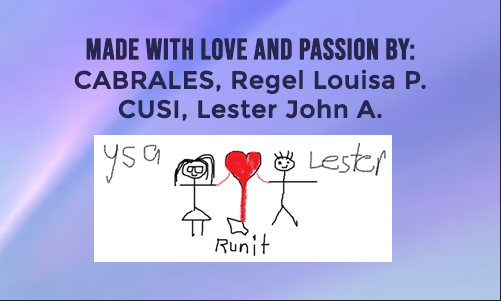 MADE WITH LOVE AND PASSION BY:
CABRALES, Regel Louisa P.
CUSI, Lester John A.
ysa Lester
Runit